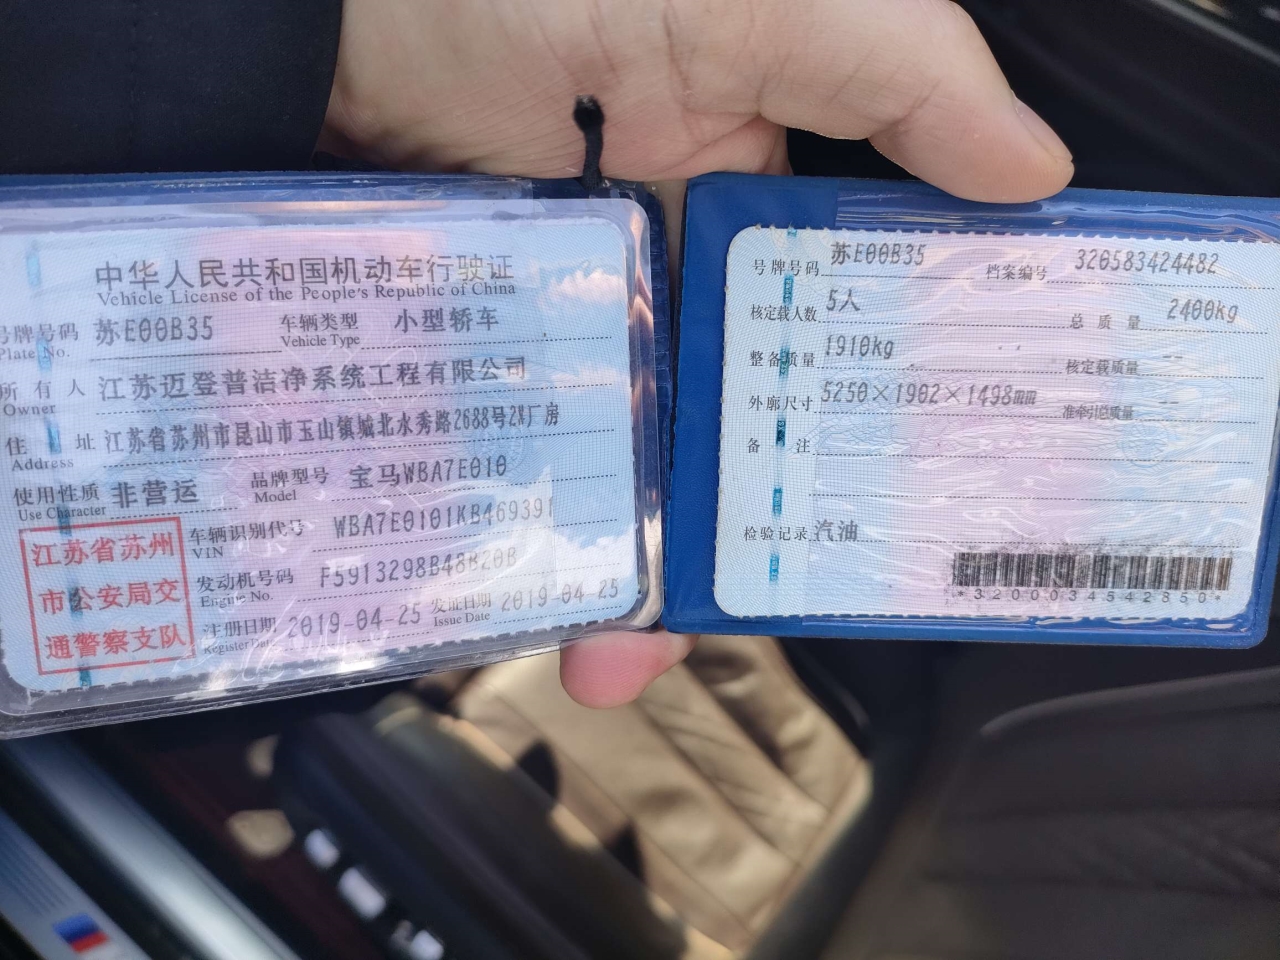 中华人民共和国机动车行驶证
Vehicle License of the People's Republic of China
号牌号码 苏E00B35 车辆类型 小型轿车
Plate No. Vehicle Type
所有人 江苏迈登普洁净系统工程有限公司
Owner
住址 江苏省苏州市昆山市玉山镇城北水秀路2688号2#厂房
Address
使用性质 非营运 品牌型号 宝马WBA7E010
Use Character Model
江苏省苏州
市公安局交
通警察支队
车辆识别代号 WBA7E0101KB469391
VIN
发动机号码 F5913298B48B20B
Engine No.
注册日期 2019-04-25 发证日期 2019-04-25
Register Date Issue Date
号牌号码 苏E00B35 档案编号 320583424482
核定载人数 5人 总质量 2400kg
整备质量 1910kg 核定载质量 --
外廓尺寸 5250×1902×1498mm 准牵引总质量 --
备注
检验记录 汽油
*3200034542850*